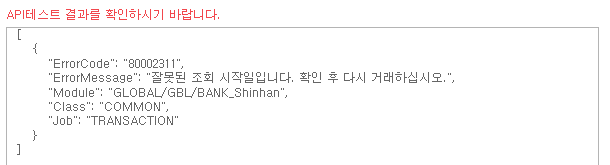 API테스트 결과를 확인하시기 바랍니다.
[
{
"ErrorCode": "80002311",
"ErrorMessage": "잘못된 조회 시작일입니다. 확인 후 다시 거래하십시오.",
"Module": "GLOBAL/GBL/BANK_Shinhan",
"Class": "COMMON",
"Job": "TRANSACTION"
}
]